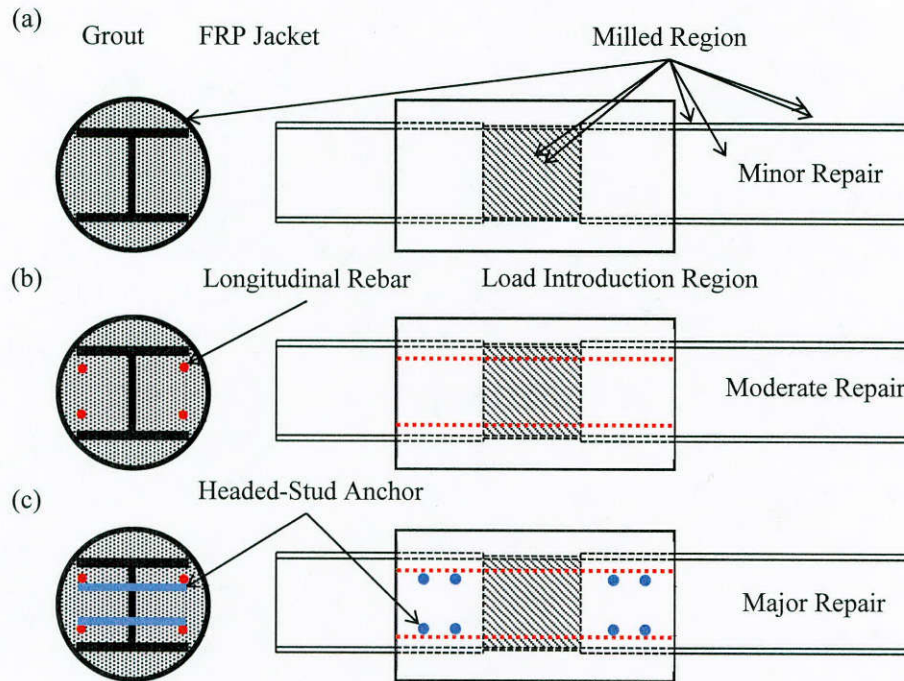 (a)
Grout FRP Jacket Milled Region
Minor Repair
(b)
Longitudinal Rebar Load Introduction Region
Moderate Repair
(c)
Headed-Stud Anchor
Major Repair